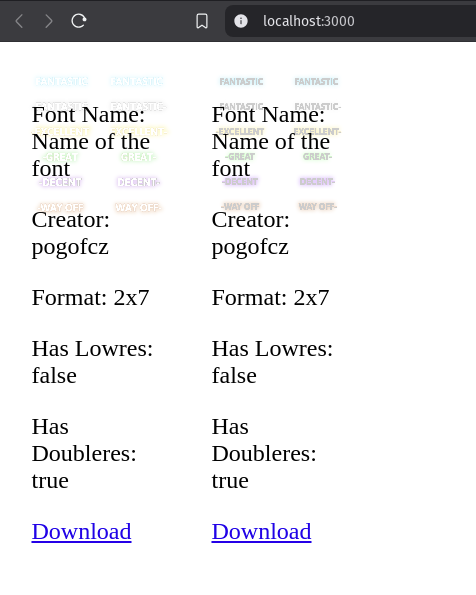 localhost:3000
FANTASTIC FANTASTIC FANTASTIC FANTASTIC
-FANTASTIC FANTASTIC- -FANTASTIC FANTASTIC-
-EXCELLENT EXCELLENT- -EXCELLENT EXCELLENT-
-GREAT GREAT- -GREAT GREAT-
-DECENT DECENT- -DECENT DECENT-
-WAY OFF WAY OFF- -WAY OFF WAY OFF-
Font Name:
Name of the
font
Creator:
pogofcz
Format: 2x7
Has Lowres:
false
Has
Doubleres:
true
Download
Font Name:
Name of the
font
Creator:
pogofcz
Format: 2x7
Has Lowres:
false
Has
Doubleres:
true
Download